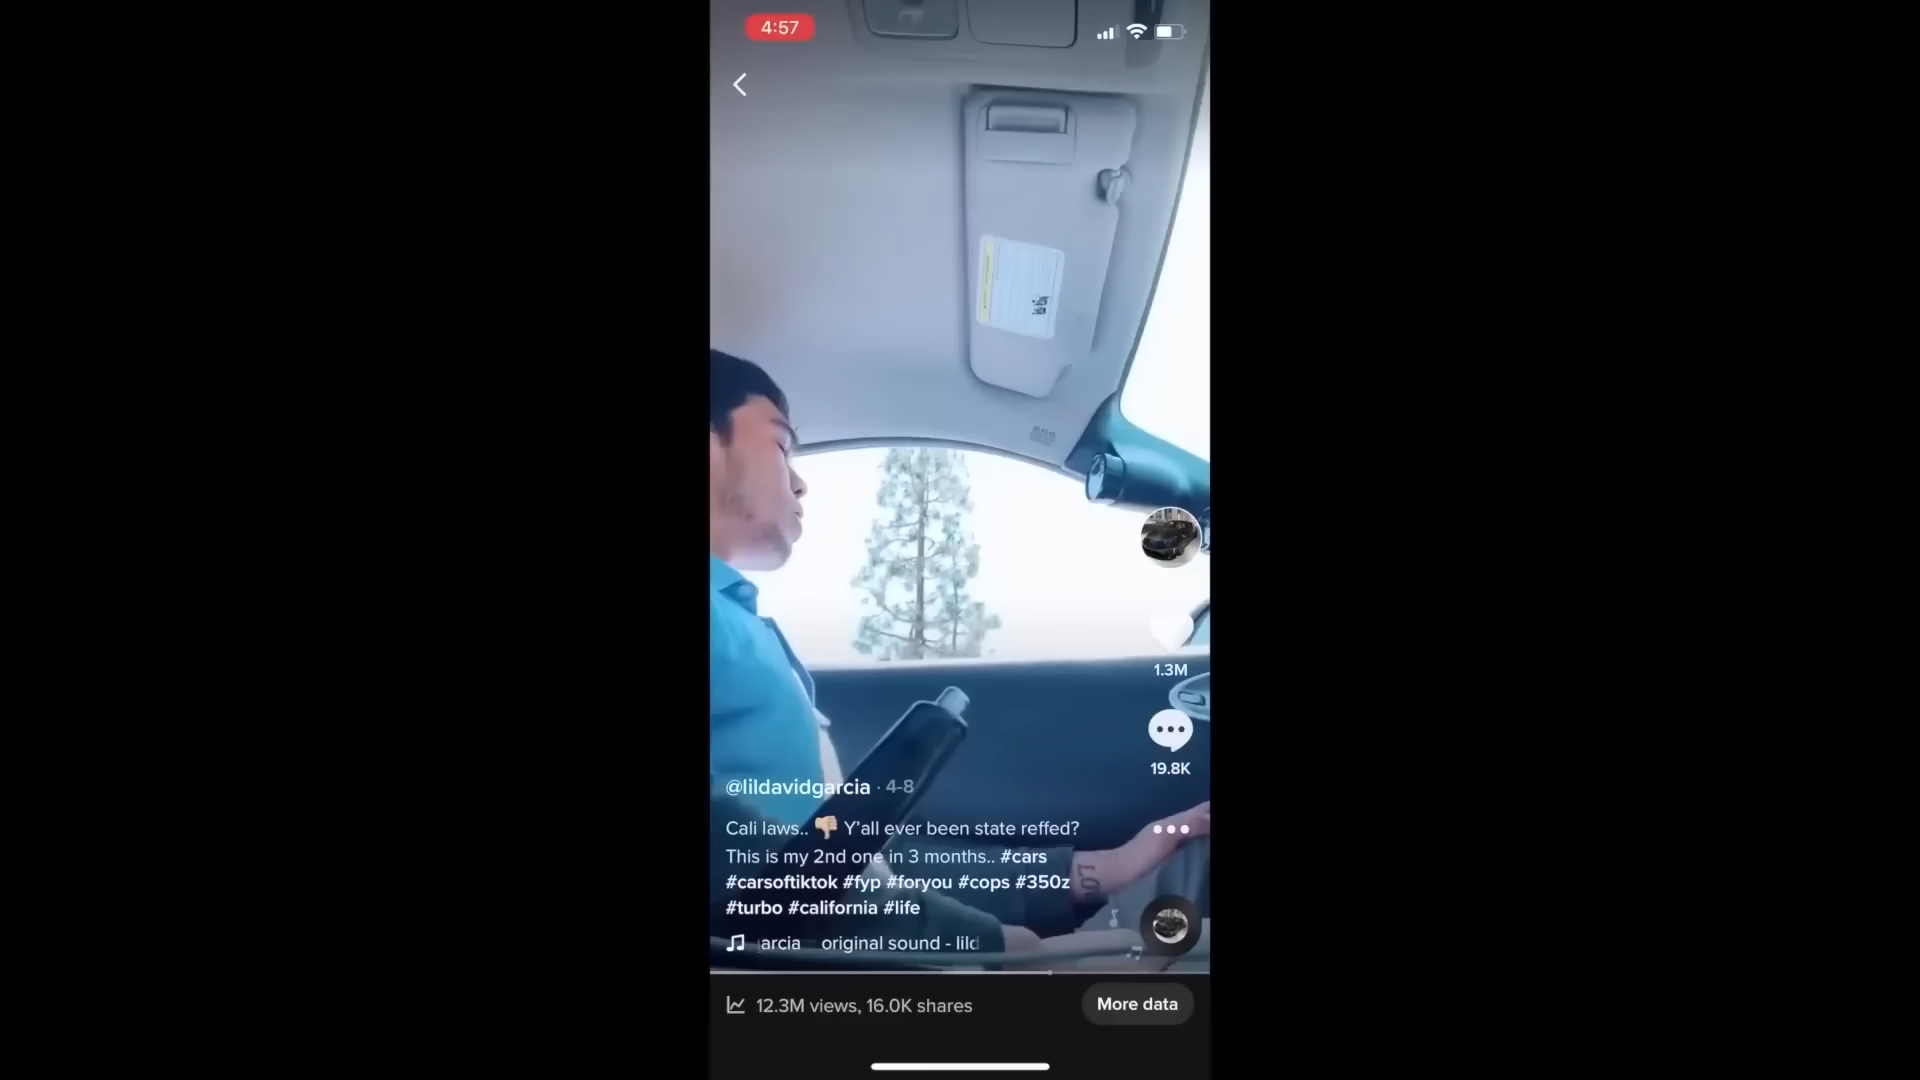 4:57
1.3M
19.8K
@lildavidgarcia · 4-8
Cali laws.. 👎🏼 Y'all ever been state reffed?
This is my 2nd one in 3 months.. #cars
#carsoftiktok #fyp #foryou #cops #350z
#turbo #california #life
arcia original sound - lild
12.3M views, 16.0K shares
More data